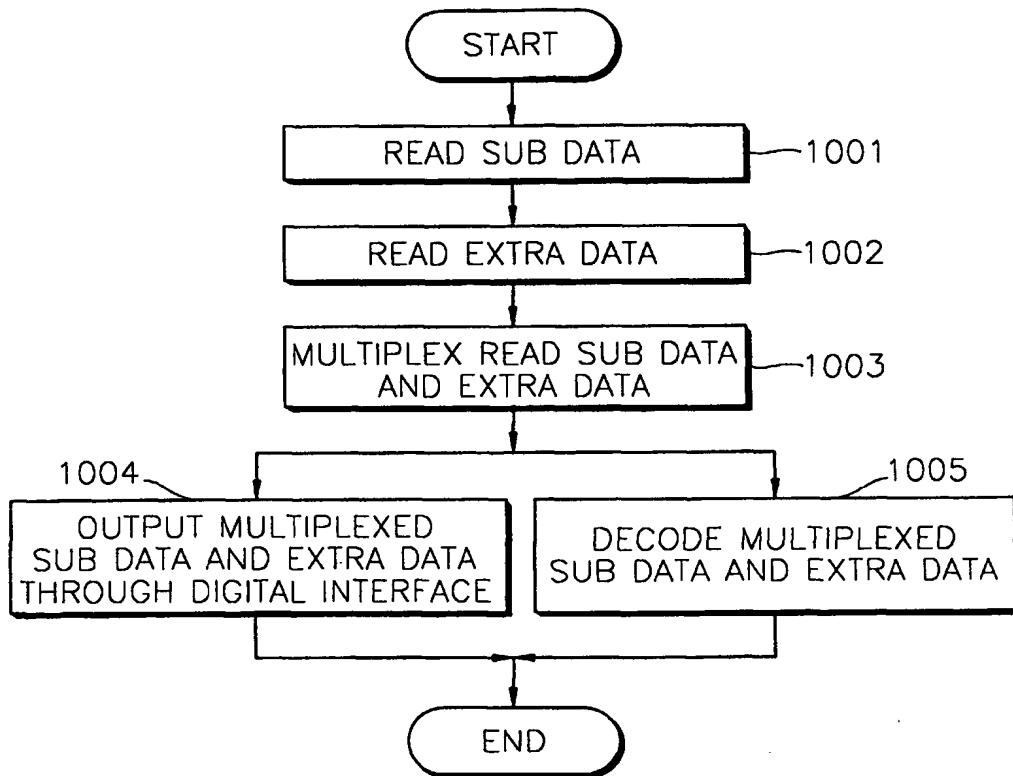 START
READ SUB DATA
1001
READ EXTRA DATA
1002
MULTIPLEX READ SUB DATA
AND EXTRA DATA
1003
1004
OUTPUT MULTIPLEXED
SUB DATA AND EXTRA DATA
THROUGH DIGITAL INTERFACE
1005
DECODE MULTIPLEXED
SUB DATA AND EXTRA DATA
END